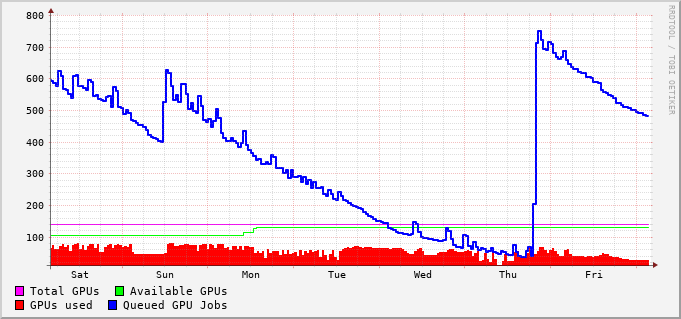 800
700
600
500
400
300
200
100
Sat Sun Mon Tue Wed Thu Fri
Total GPUs Available GPUs
GPUs used Queued GPU Jobs
RRDTOOL / TOBI OETIKER